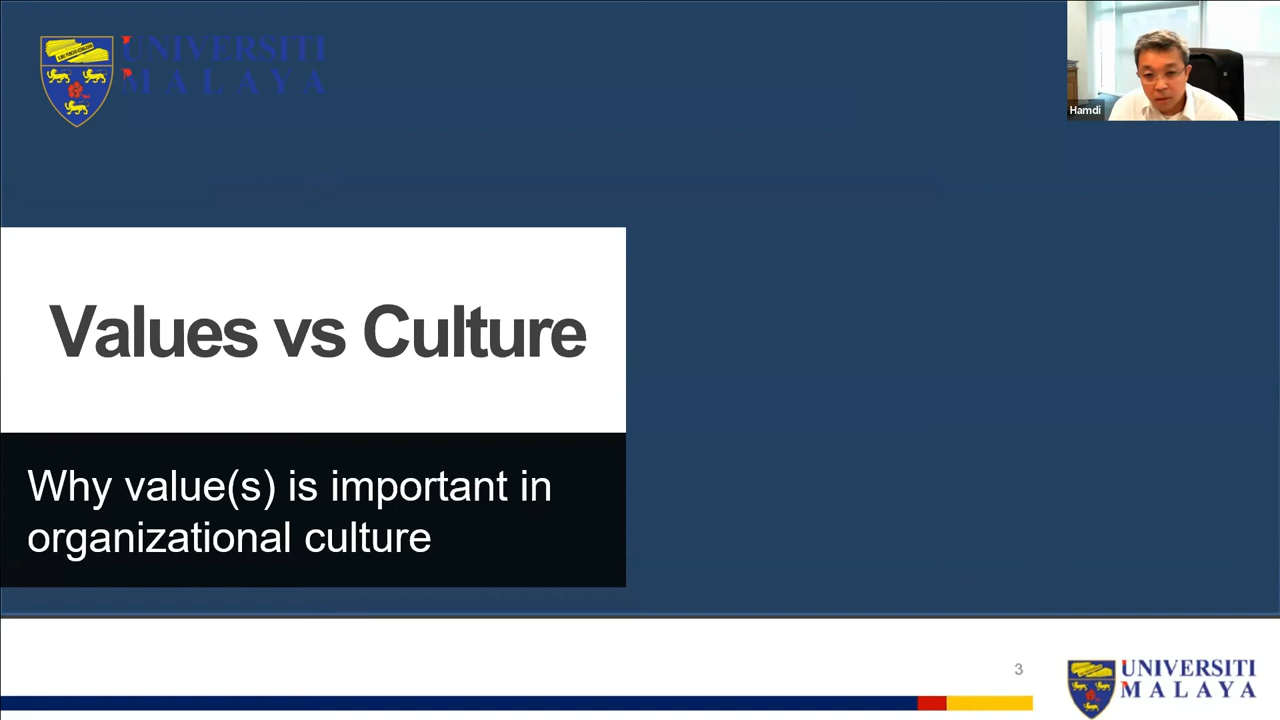 UNIVERSITI
MALAYA
Hamdi
Values vs Culture
Why value(s) is important in
organizational culture
3
UNIVERSITI
MALAYA